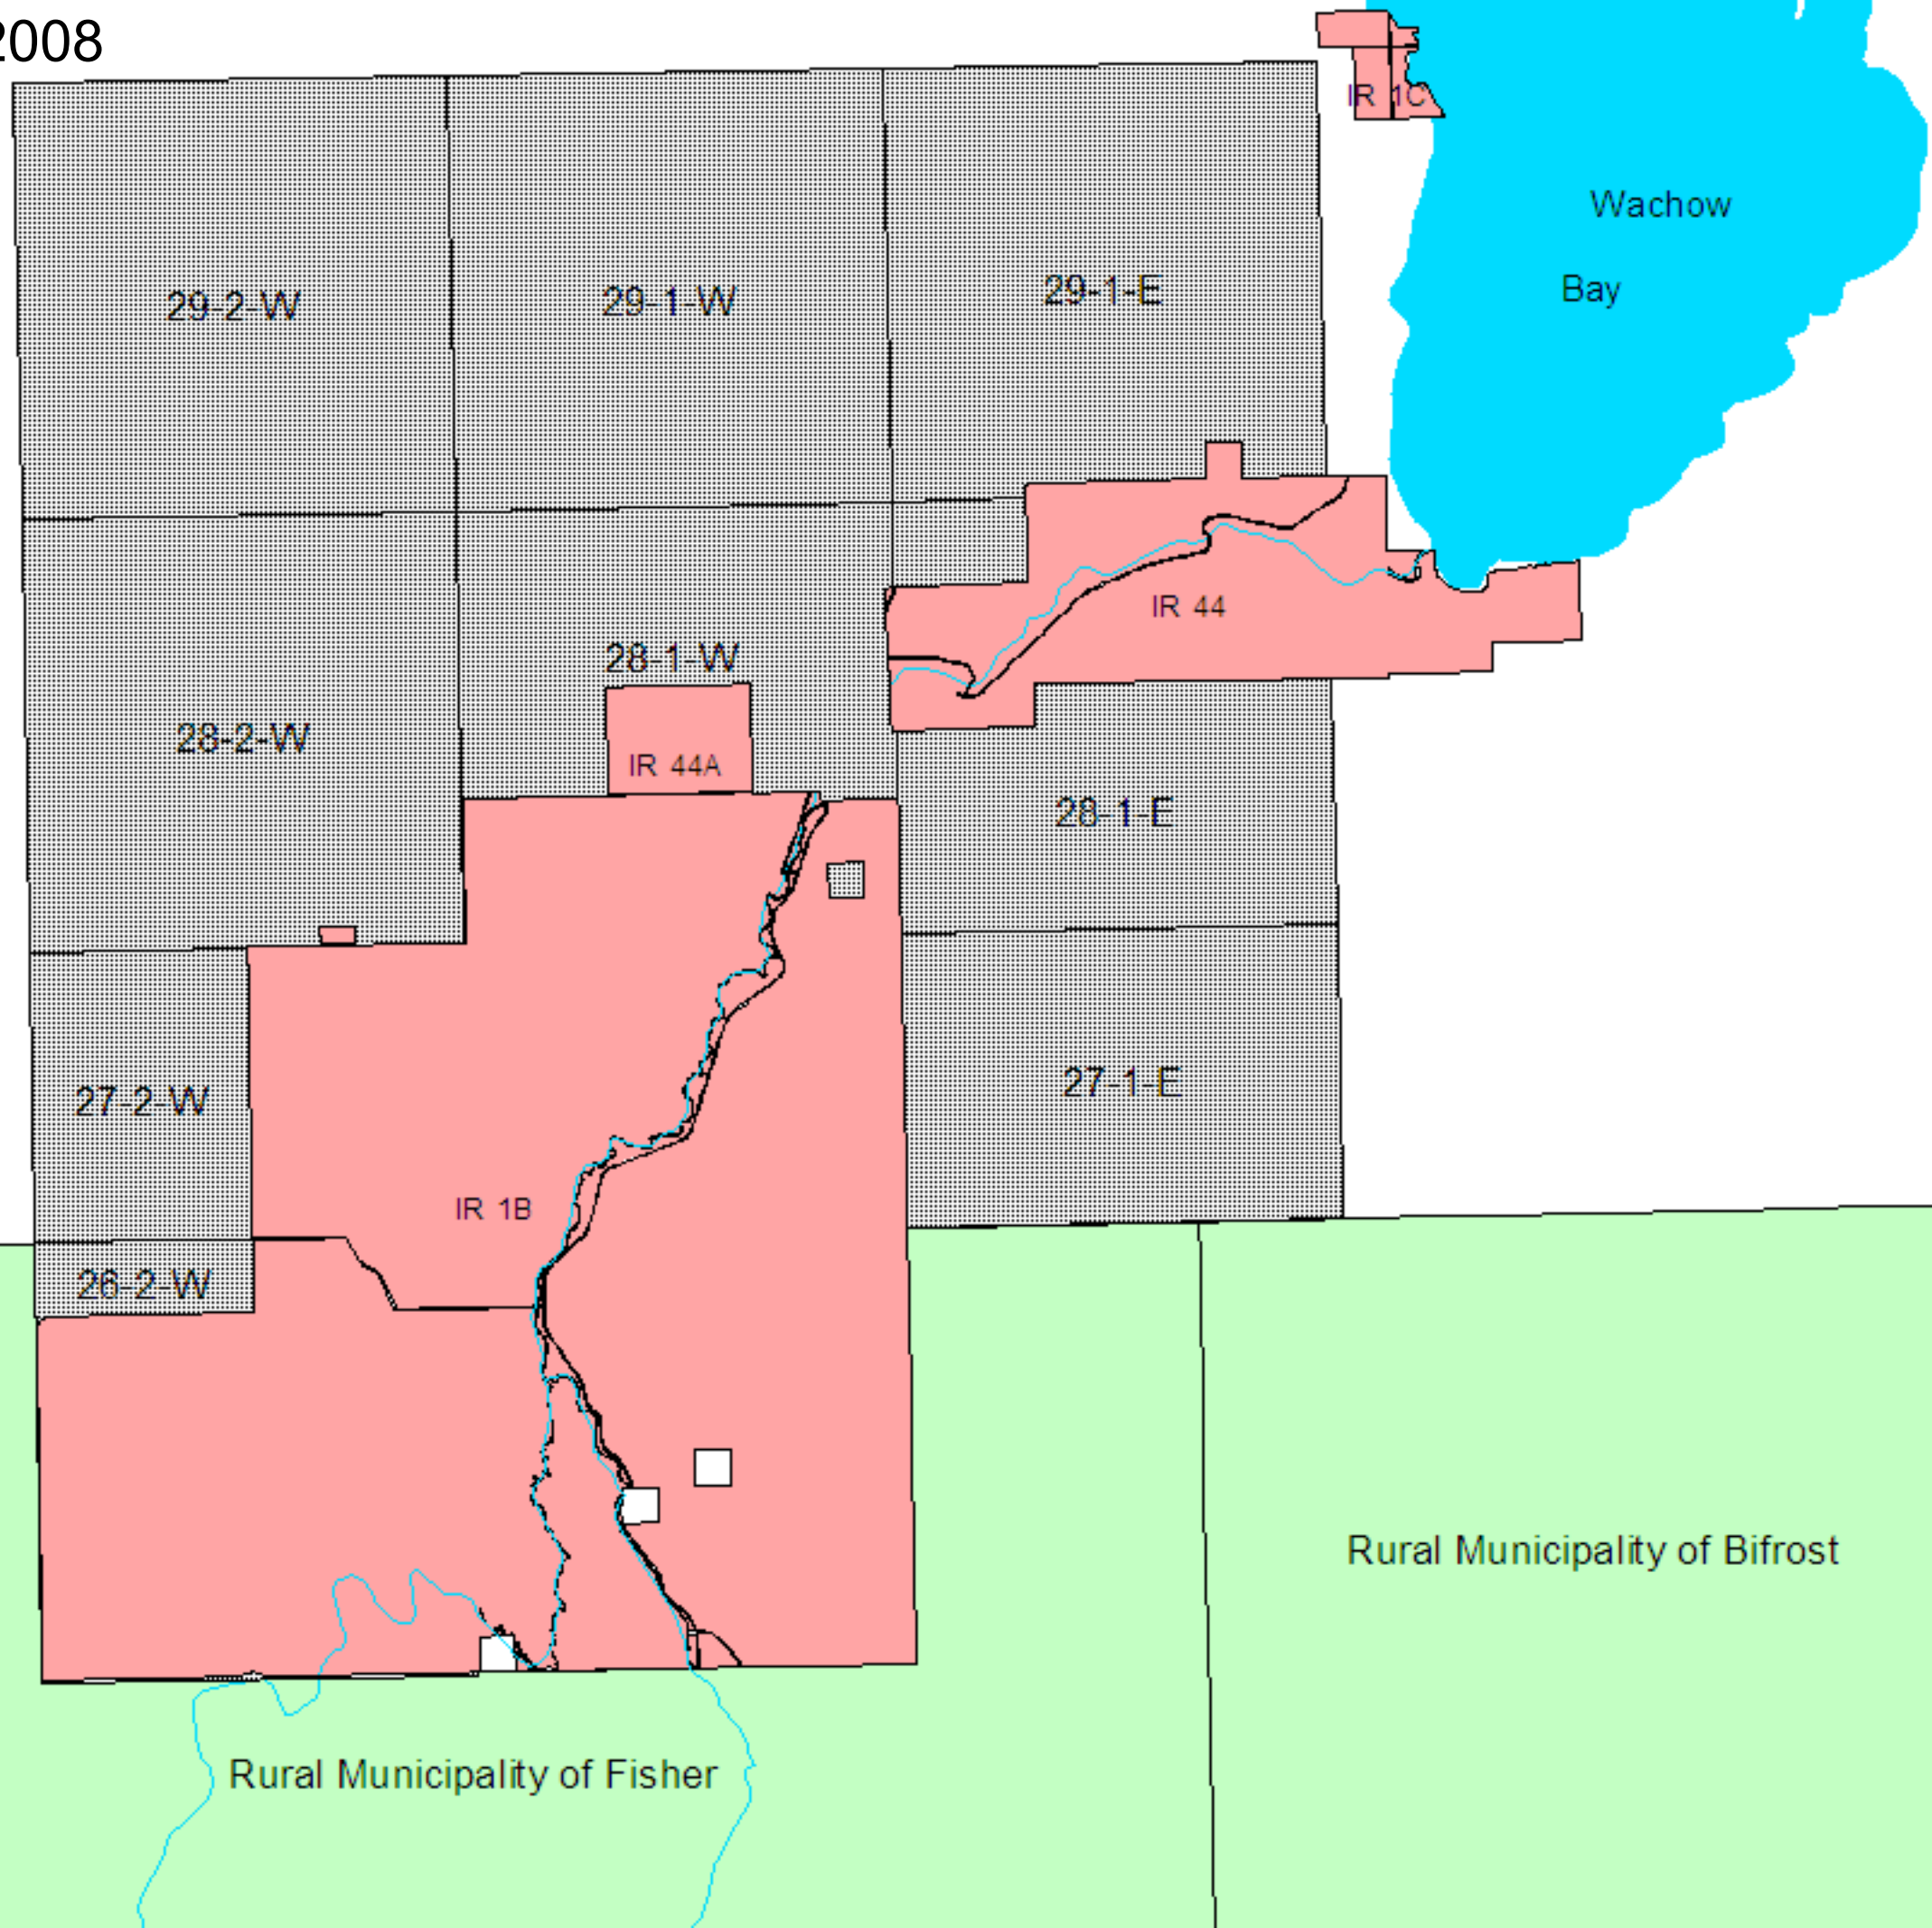 2008
IR 1C
Wachow
Bay
29-2-W
29-1-W
29-1-E
IR 44
28-1-W
28-2-W
IR 44A
28-1-E
27-2-W
27-1-E
IR 1B
26-2-W
Rural Municipality of Bifrost
Rural Municipality of Fisher